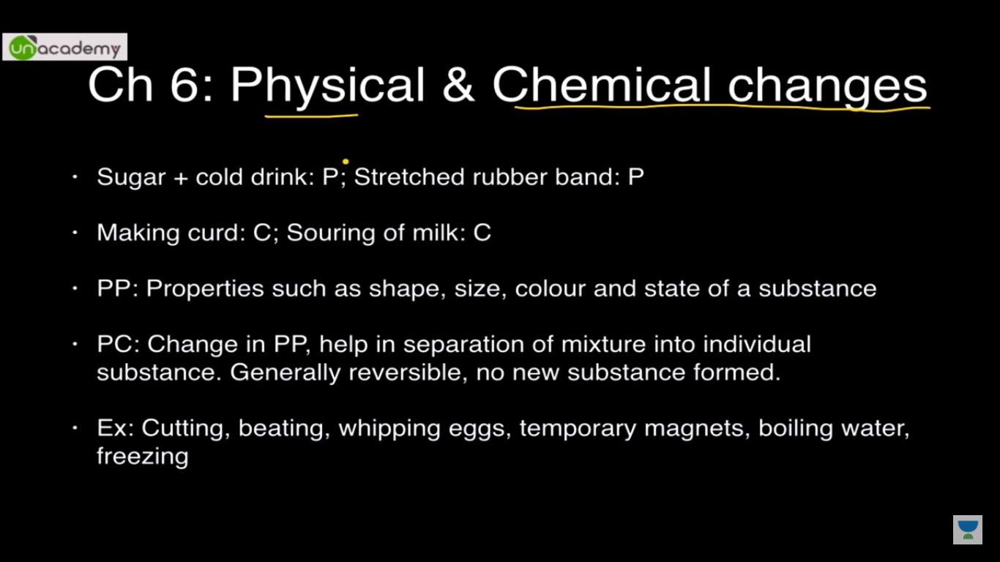 unacademy
Ch 6: Physical & Chemical changes
· Sugar + cold drink: P; Stretched rubber band: P
· Making curd: C; Souring of milk: C
· PP: Properties such as shape, size, colour and state of a substance
· PC: Change in PP, help in separation of mixture into individual
substance. Generally reversible, no new substance formed.
· Ex: Cutting, beating, whipping eggs, temporary magnets, boiling water,
freezing